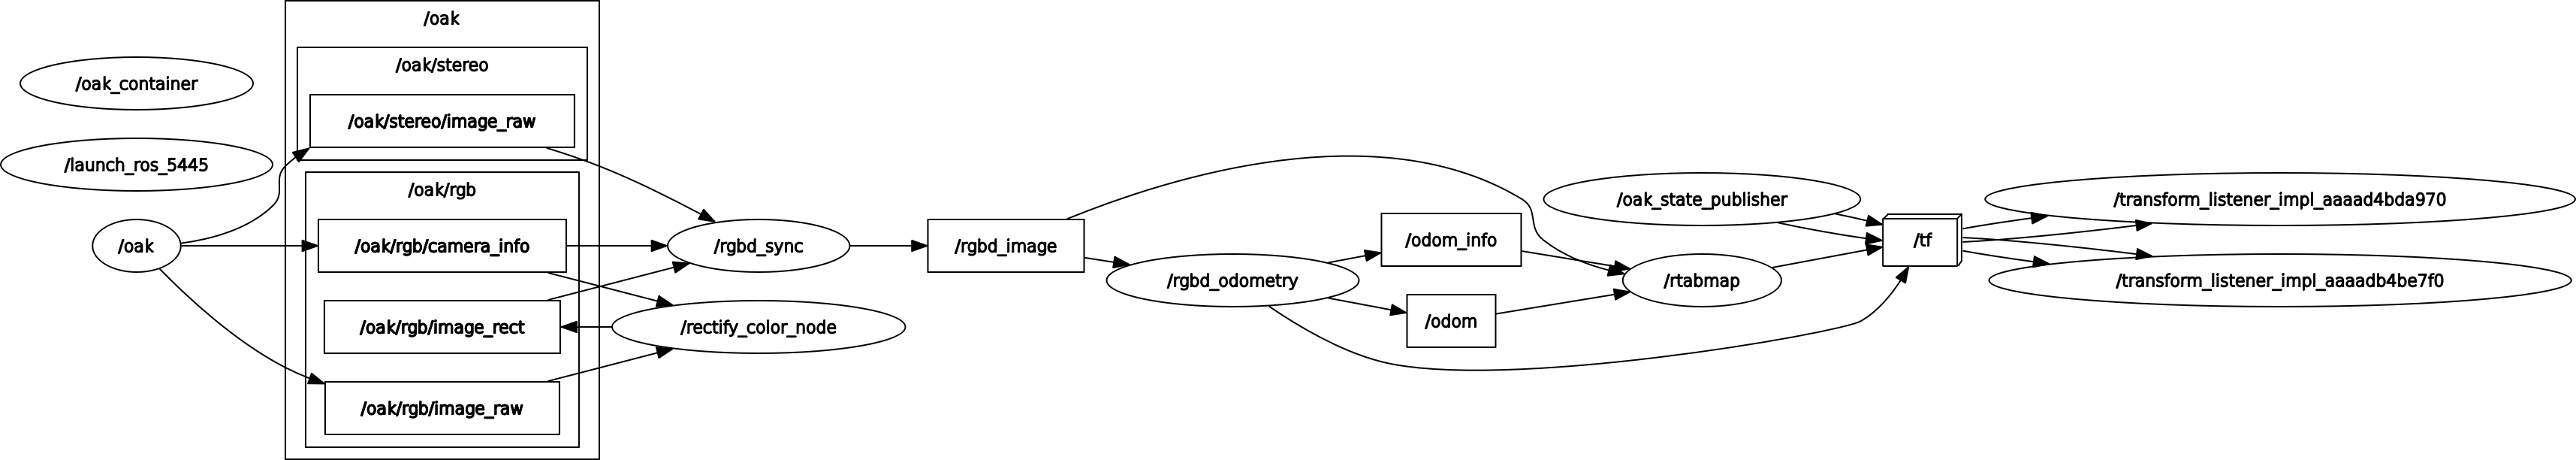 /oak
/oak/stereo
/oak_container
/oak/stereo/image_raw
/launch_ros_5445
/oak/rgb
/oak
/oak/rgb/camera_info
/rgbd_sync
/rgbd_image
/oak/rgb/image_rect
/rectify_color_node
/oak/rgb/image_raw
/rgbd_odometry
/odom_info
/odom
/oak_state_publisher
/rtabmap
/tf
/transform_listener_impl_aaaad4bda970
/transform_listener_impl_aaaadb4be7f0